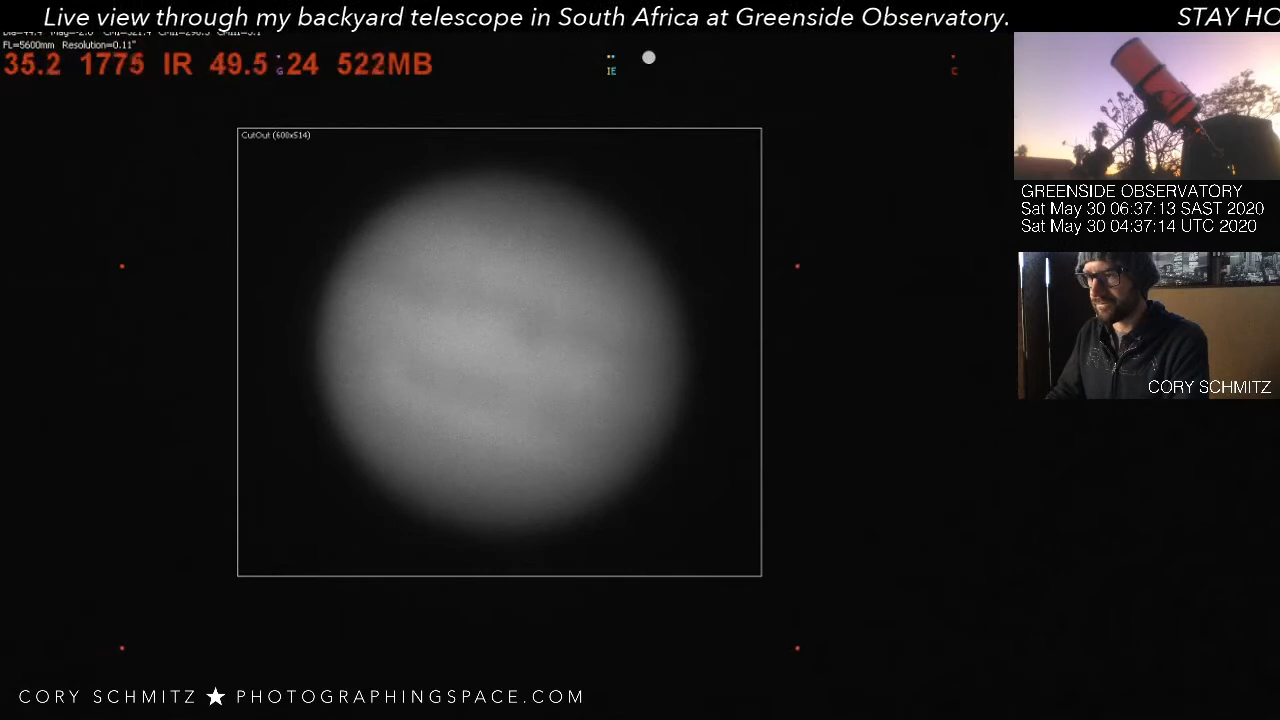 Live view through my backyard telescope in South Africa at Greenside Observatory.
STAY HO
FL=5600mm Resolution=0.11"
35.2 1775 IR 49.5 24 522MB
G
IE
C
CutOut (600x514)
GREENSIDE OBSERVATORY
Sat May 30 06:37:13 SAST 2020
Sat May 30 04:37:14 UTC 2020
CORY SCHMITZ
CORY SCHMITZ ★ PHOTOGRAPHINGSPACE.COM